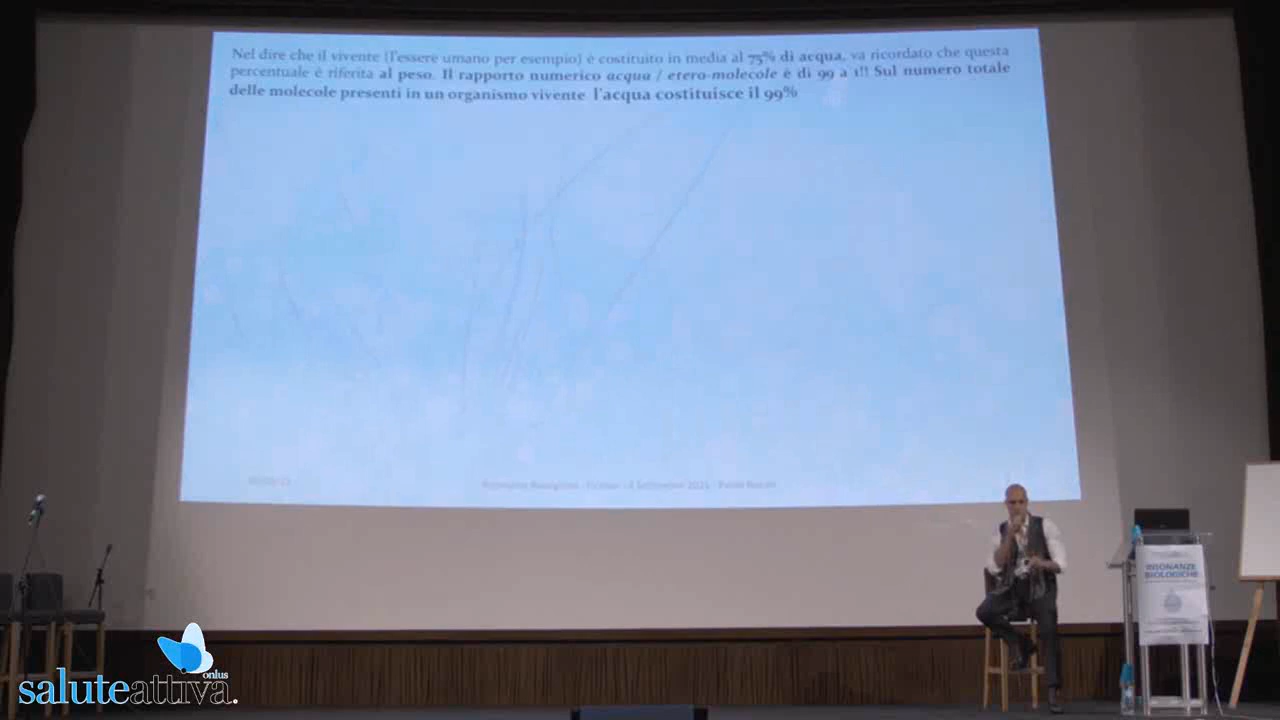 Nel dire che il vivente (l'essere umano per esempio) è costituito in media al 75% di acqua, va ricordato che questa
percentuale è riferita al peso. Il rapporto numerico acqua / etero-molecole è di 99 a 1!! Sul numero totale
delle molecole presenti in un organismo vivente l'acqua costituisce il 99%
RISONANZE
BIOLOGICHE
onlus
saluteattiva.